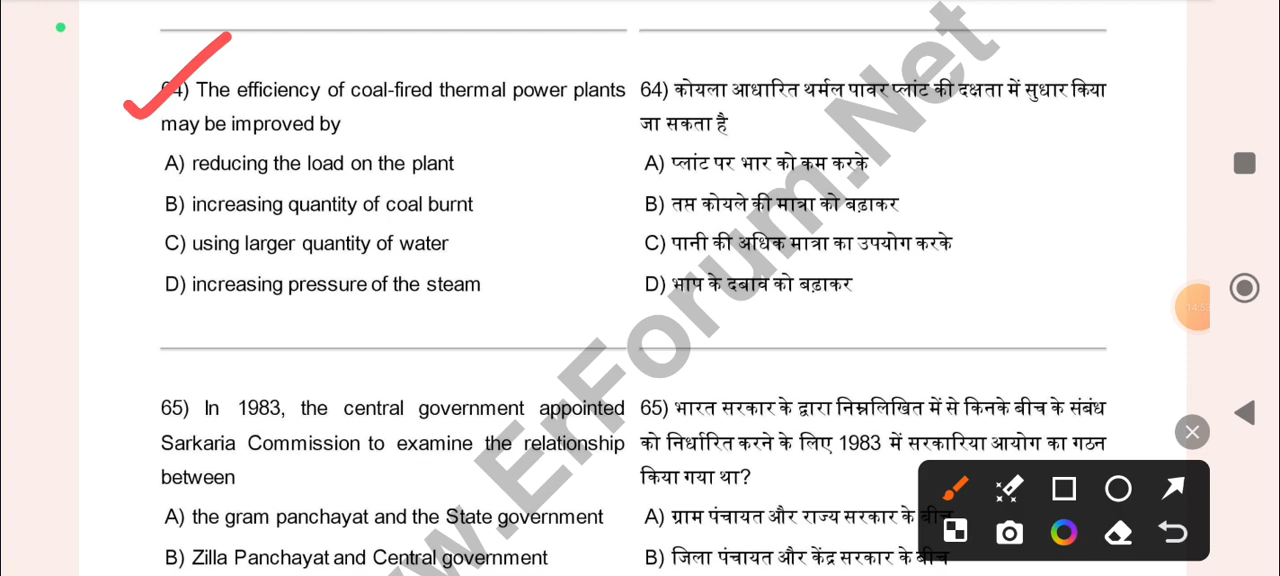 64) The efficiency of coal-fired thermal power plants
may be improved by
A) reducing the load on the plant
B) increasing quantity of coal burnt
C) using larger quantity of water
D) increasing pressure of the steam
64) कोयला आधारित थर्मल पावर प्लांट की दक्षता में सुधार किया
जा सकता है
A) प्लांट पर भार को कम करके
B) तप्त कोयले की मात्रा को बढ़ाकर
C) पानी की अधिक मात्रा का उपयोग करके
D) भाप के दबाव को बढ़ाकर
65) In 1983, the central government appointed
Sarkaria Commission to examine the relationship
between
A) the gram panchayat and the State government
B) Zilla Panchayat and Central government
65) भारत सरकार के द्वारा निम्नलिखित में से किनके बीच के संबंध
को निर्धारित करने के लिए 1983 में सरकारिया आयोग का गठन
किया गया था?
A) ग्राम पंचायत और राज्य सरकार के बीच
B) जिला पंचायत और केंद्र सरकार के बीच
www.ErForum.Net